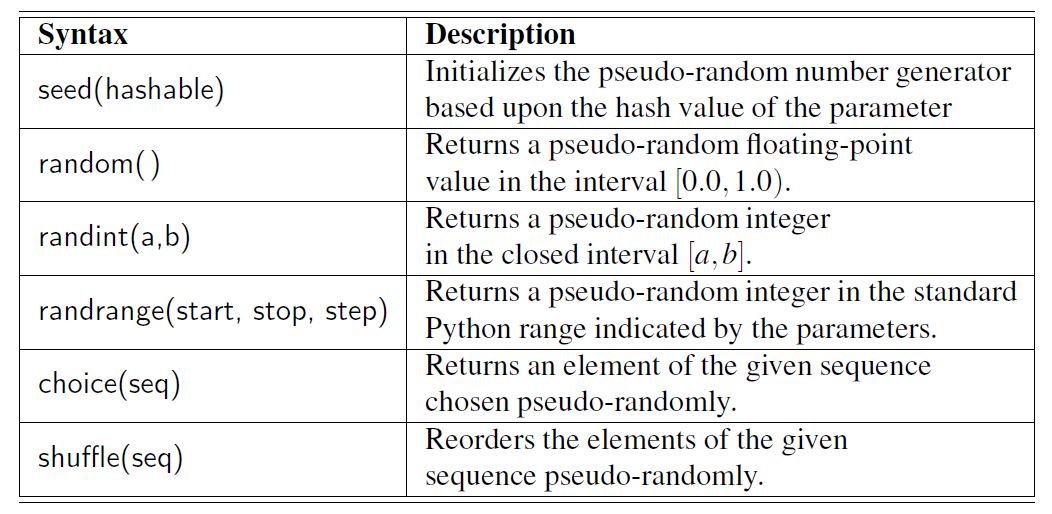 Syntax Description
seed(hashable) Initializes the pseudo-random number generator
based upon the hash value of the parameter
random( ) Returns a pseudo-random floating-point
value in the interval [0.0, 1.0).
randint(a,b) Returns a pseudo-random integer
in the closed interval [a, b].
randrange(start, stop, step) Returns a pseudo-random integer in the standard
Python range indicated by the parameters.
choice(seq) Returns an element of the given sequence
chosen pseudo-randomly.
shuffle(seq) Reorders the elements of the given
sequence pseudo-randomly.